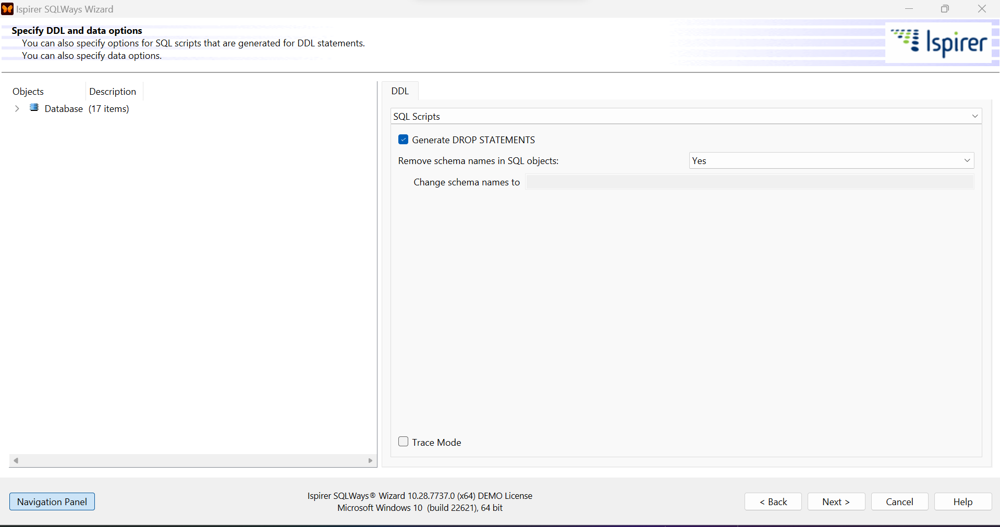 Ispirer SQLWays Wizard
Specify DDL and data options
You can also specify options for SQL scripts that are generated for DDL statements.
You can also specify data options.
Ispirer
Objects Description
Database (17 items)
DDL
SQL Scripts
Generate DROP STATEMENTS
Remove schema names in SQL objects: Yes
Change schema names to
Trace Mode
Navigation Panel
Ispirer SQLWays® Wizard 10.28.7737.0 (x64) DEMO License
Microsoft Windows 10 (build 22621), 64 bit
< Back Next > Cancel Help